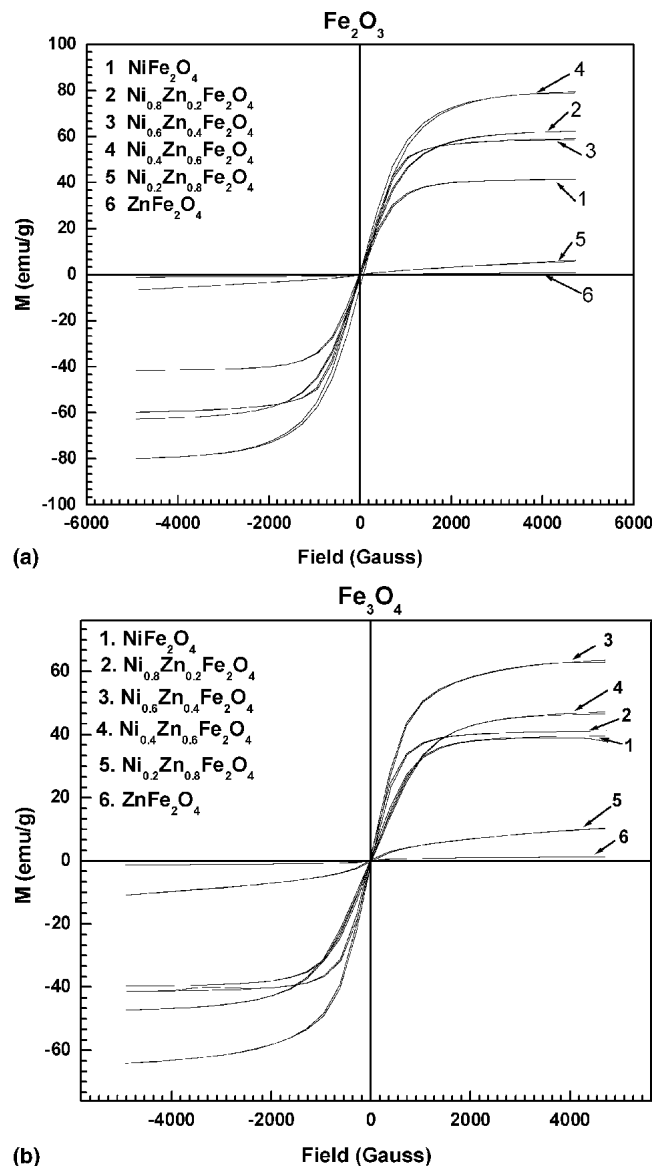 Fe₂O₃
1 NiFe₂O₄
2 Ni₀.₈Zn₀.₂Fe₂O₄
3 Ni₀.₆Zn₀.₄Fe₂O₄
4 Ni₀.₄Zn₀.₆Fe₂O₄
5 Ni₀.₂Zn₀.₈Fe₂O₄
6 ZnFe₂O₄
4
2
3
1
5
6
M (emu/g)
100
80
60
40
20
0
-20
-40
-60
-80
-100
-6000 -4000 -2000 0 2000 4000 6000
Field (Gauss)
(a)
Fe₃O₄
1. NiFe₂O₄
2. Ni₀.₈Zn₀.₂Fe₂O₄
3. Ni₀.₆Zn₀.₄Fe₂O₄
4. Ni₀.₄Zn₀.₆Fe₂O₄
5. Ni₀.₂Zn₀.₈Fe₂O₄
6. ZnFe₂O₄
3
4
2
1
5
6
M (emu/g)
60
40
20
0
-20
-40
-60
-4000 -2000 0 2000 4000
Field (Gauss)
(b)